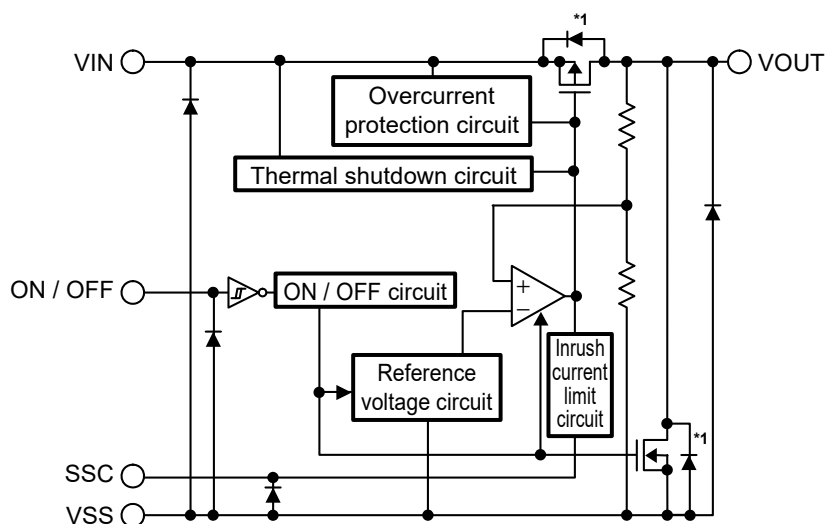 *1
VIN
VOUT
Overcurrent
protection circuit
Thermal shutdown circuit
ON / OFF
ON / OFF circuit
+
−
Reference
voltage circuit
Inrush
current
limit
circuit
*1
SSC
VSS